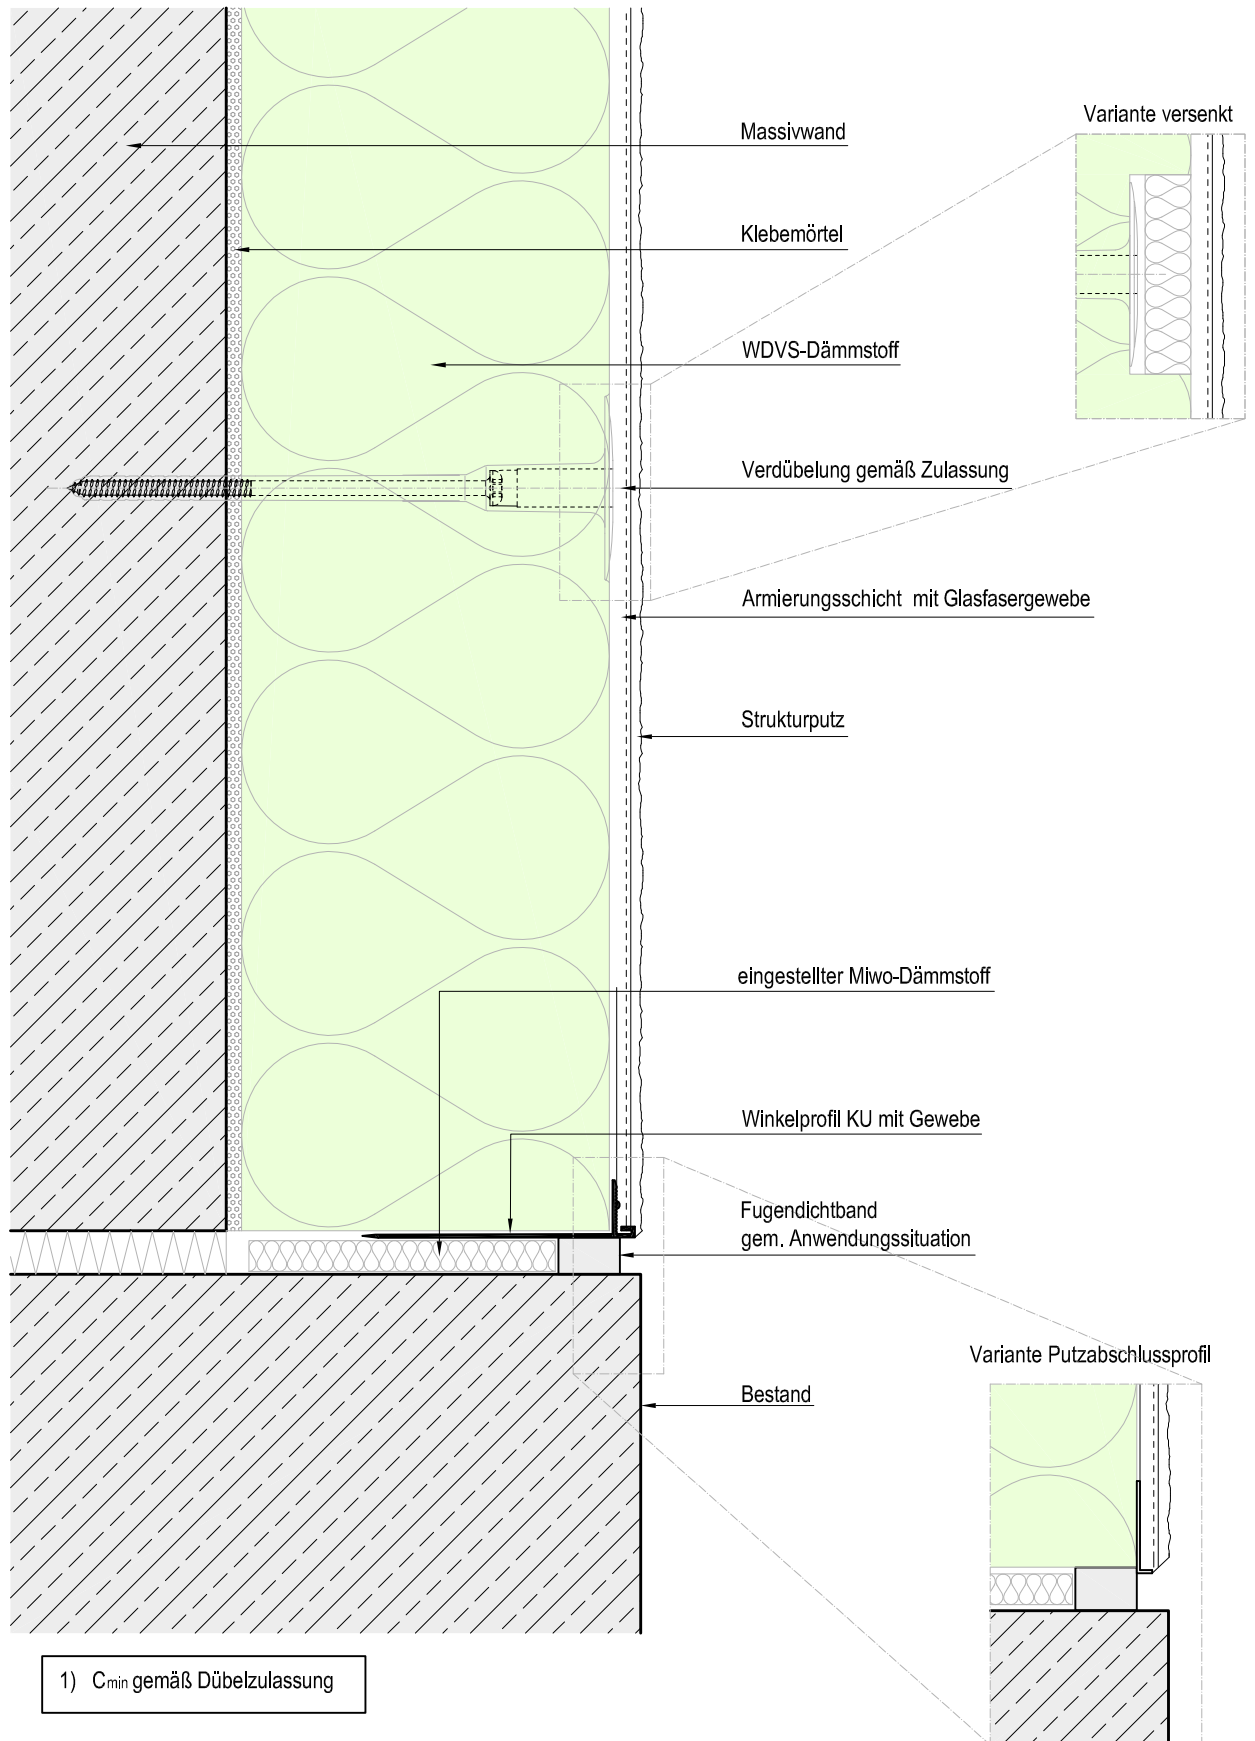 Variante versenkt
Massivwand
Klebemörtel
WDVS-Dämmstoff
Verdübelung gemäß Zulassung
Armierungsschicht mit Glasfasergewebe
Strukturputz
eingestellter Miwo-Dämmstoff
Winkelprofil KU mit Gewebe
Fugendichtband
gem. Anwendungssituation
Variante Putzabschlussprofil
Bestand
1) Cmin gemäß Dübelzulassung